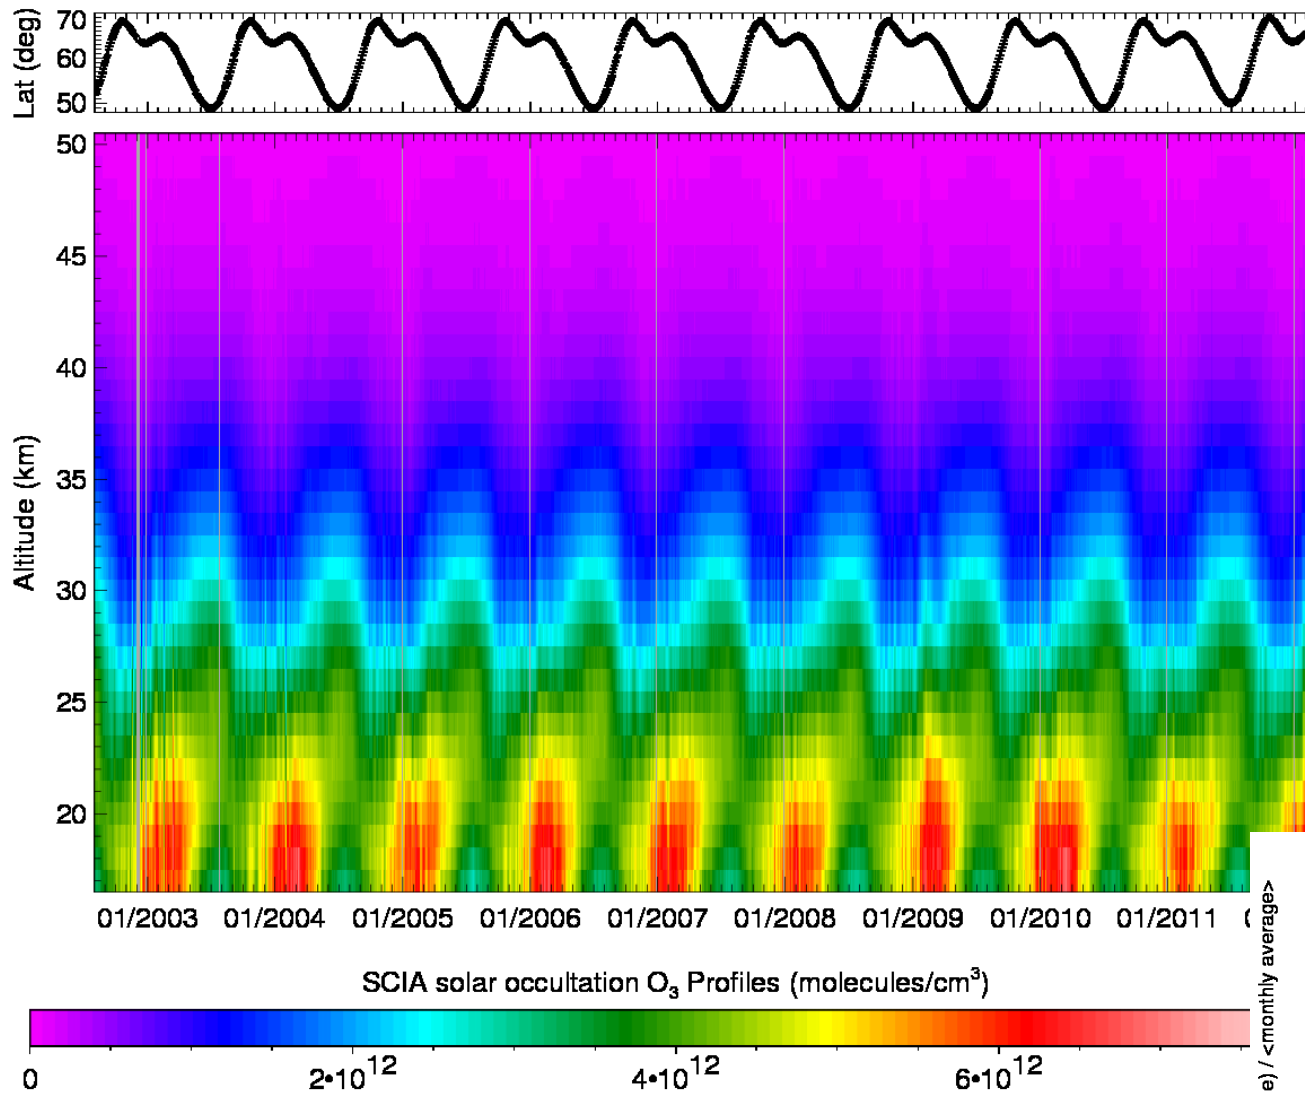 Lat (deg)
70
60
50
Altitude (km)
50
45
40
35
30
25
20
01/2003 01/2004 01/2005 01/2006 01/2007 01/2008 01/2009 01/2010 01/2011
e) / <monthly average>
SCIA solar occultation O₃ Profiles (molecules/cm³)
0 2•10¹² 4•10¹² 6•10¹²